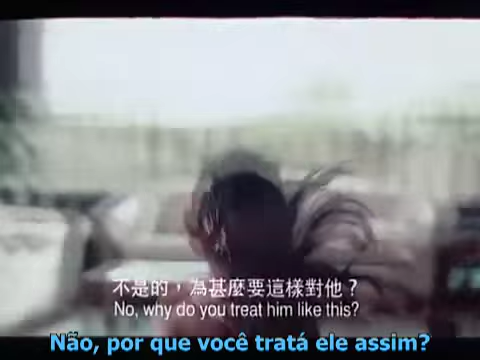 不是的，為甚麼要這樣對他？
No, why do you treat him like this?
Não, por que você tratá ele assim?